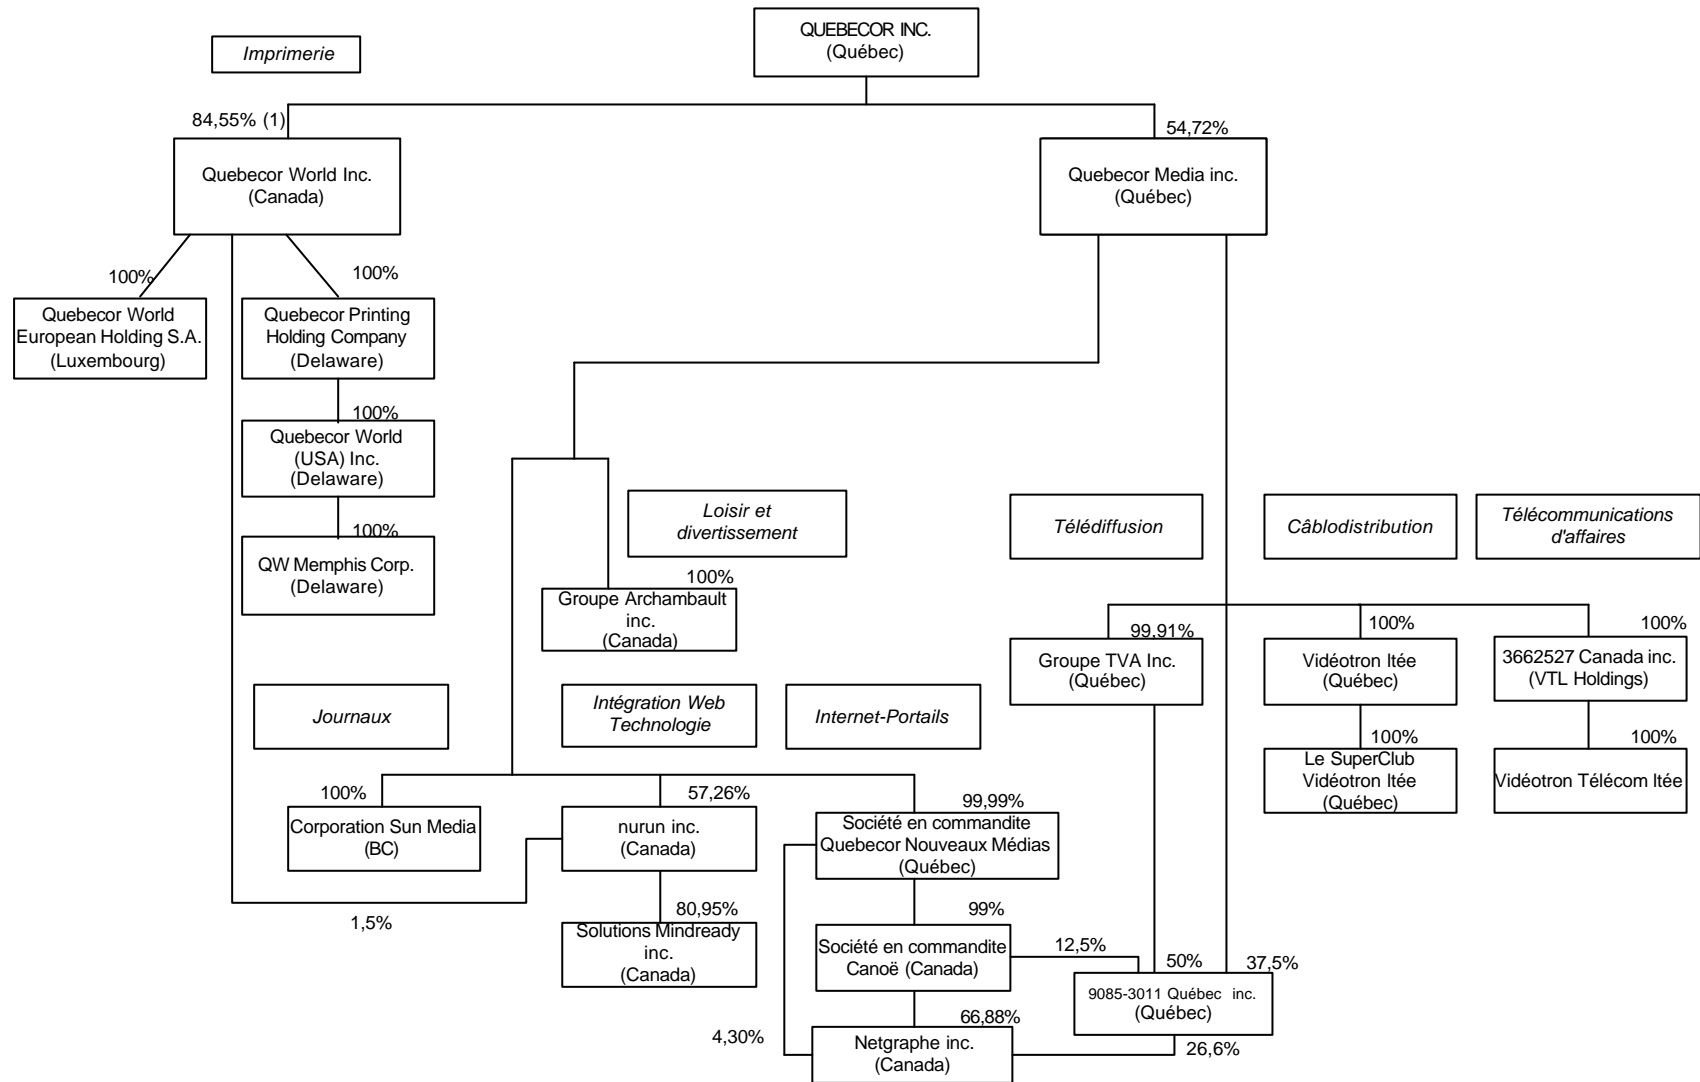 QUEBECOR INC.
(Québec)
Imprimerie
84,55% (1)
54,72%
Quebecor World Inc.
(Canada)
Quebecor Media inc.
(Québec)
100%
100%
Quebecor World
European Holding S.A.
(Luxembourg)
Quebecor Printing
Holding Company
(Delaware)
100%
Quebecor World
(USA) Inc.
(Delaware)
100%
QW Memphis Corp.
(Delaware)
Loisir et
divertissement
Télédiffusion
Câblodistribution
Télécommunications
d'affaires
100%
Groupe Archambault
inc.
(Canada)
99,91%
Groupe TVA Inc.
(Québec)
100%
Vidéotron ltée
(Québec)
100%
3662527 Canada inc.
(VTL Holdings)
Journaux
Intégration Web
Technologie
Internet-Portails
100%
Le SuperClub
Vidéotron ltée
(Québec)
100%
Vidéotron Télécom ltée
100%
Corporation Sun Media
(BC)
57,26%
nurun inc.
(Canada)
99,99%
Société en commandite
Quebecor Nouveaux Médias
(Québec)
1,5%
80,95%
Solutions Mindready
inc.
(Canada)
99%
Société en commandite
Canoë (Canada)
12,5%
50%
37,5%
9085-3011 Québec inc.
(Québec)
4,30%
66,88%
Netgraphe inc.
(Canada)
26,6%